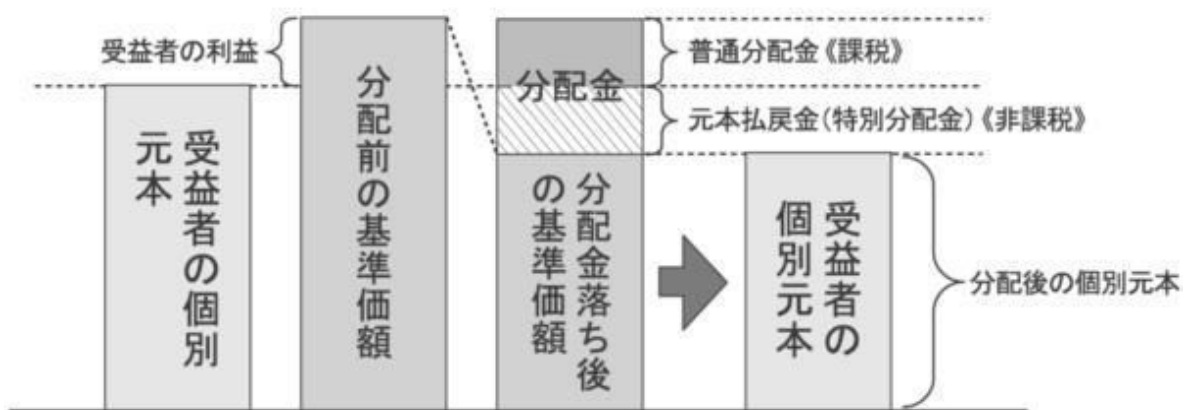 受益者の利益
受益者の個別
元本
分配前の基準価額
分配金
分配金落ち後
の基準価額
普通分配金《課税》
元本払戻金(特別分配金)《非課税》
受益者の
個別元本
分配後の個別元本